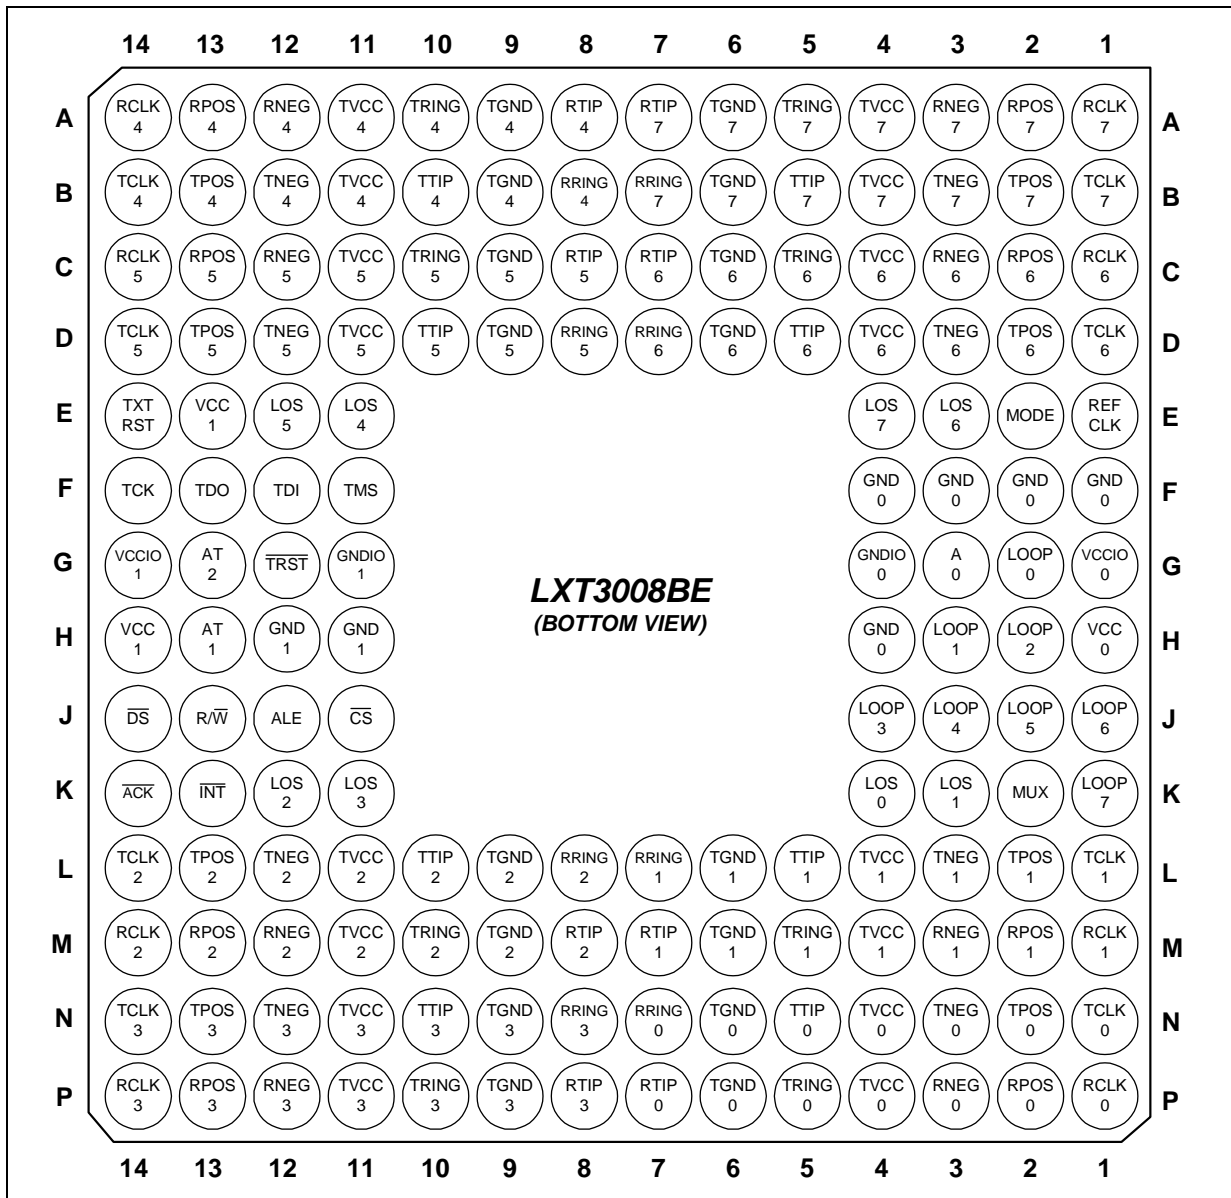 14 13 12 11 10 9 8 7 6 5 4 3 2 1
A RCLK 4 RPOS 4 RNEG 4 TVCC 4 TRING 4 TGND 4 RTIP 4 RTIP 7 TGND 7 TRING 7 TVCC 7 RNEG 7 RPOS 7 RCLK 7 A
B TCLK 4 TPOS 4 TNEG 4 TVCC 4 TTIP 4 TGND 4 RRING 4 RRING 7 TGND 7 TTIP 7 TVCC 7 TNEG 7 TPOS 7 TCLK 7 B
C RCLK 5 RPOS 5 RNEG 5 TVCC 5 TRING 5 TGND 5 RTIP 5 RTIP 6 TGND 6 TRING 6 TVCC 6 RNEG 6 RPOS 6 RCLK 6 C
D TCLK 5 TPOS 5 TNEG 5 TVCC 5 TTIP 5 TGND 5 RRING 5 RRING 6 TGND 6 TTIP 6 TVCC 6 TNEG 6 TPOS 6 TCLK 6 D
E TXT RST VCC 1 LOS 5 LOS 4 LOS 7 LOS 6 MODE REF CLK E
F TCK TDO TDI TMS GND 0 GND 0 GND 0 GND 0 F
G VCCIO 1 AT 2 TRST GNDIO 1 GNDIO 0 A 0 LOOP 0 VCCIO 0 G
LXT3008BE
(BOTTOM VIEW)
H VCC 1 AT 1 GND 1 GND 1 GND 0 LOOP 1 LOOP 2 VCC 0 H
J DS R/W ALE CS LOOP 3 LOOP 4 LOOP 5 LOOP 6 J
K ACK INT LOS 2 LOS 3 LOS 0 LOS 1 MUX LOOP 7 K
L TCLK 2 TPOS 2 TNEG 2 TVCC 2 TTIP 2 TGND 2 RRING 2 RRING 1 TGND 1 TTIP 1 TVCC 1 TNEG 1 TPOS 1 TCLK 1 L
M RCLK 2 RPOS 2 RNEG 2 TVCC 2 TRING 2 TGND 2 RTIP 2 RTIP 1 TGND 1 TRING 1 TVCC 1 RNEG 1 RPOS 1 RCLK 1 M
N TCLK 3 TPOS 3 TNEG 3 TVCC 3 TTIP 3 TGND 3 RRING 3 RRING 0 TGND 0 TTIP 0 TVCC 0 TNEG 0 TPOS 0 TCLK 0 N
P RCLK 3 RPOS 3 RNEG 3 TVCC 3 TRING 3 TGND 3 RTIP 3 RTIP 0 TGND 0 TRING 0 TVCC 0 RNEG 0 RPOS 0 RCLK 0 P
14 13 12 11 10 9 8 7 6 5 4 3 2 1